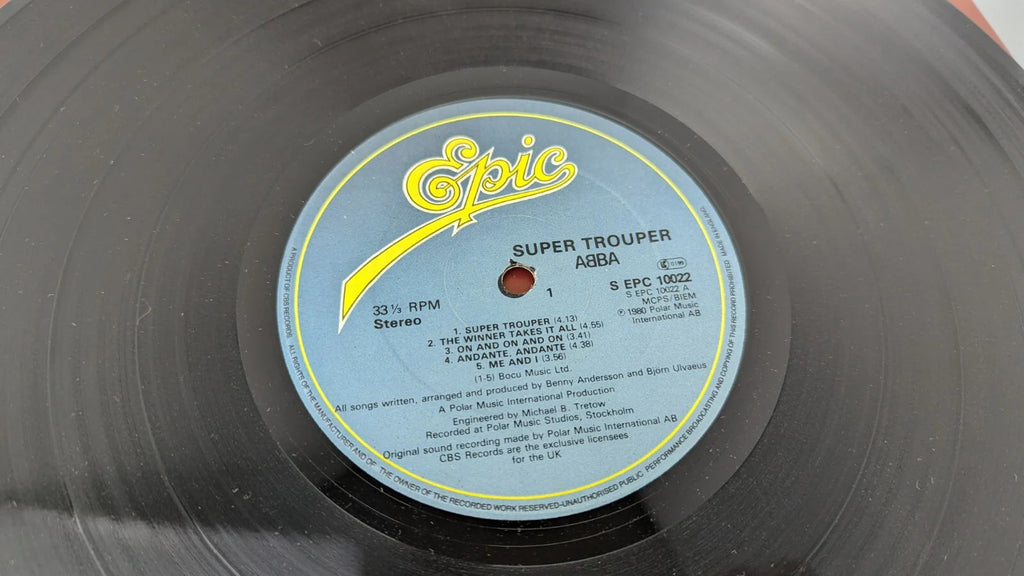 Epic
SUPER TROUPER
ABBA
33 ⅓ RPM
Stereo
1
S EPC 10022
S EPC 10022 A
MCPS/BIEM
℗ 1980 Polar Music
International AB
1. SUPER TROUPER (4.13)
2. THE WINNER TAKES IT ALL (4.55)
3. ON AND ON AND ON (3.41)
4. ANDANTE, ANDANTE (4.38)
5. ME AND I (3.56)
(1-5) Bocu Music Ltd.
All songs written, arranged and produced by Benny Andersson and Björn Ulvaeus
A Polar Music International Production
Engineered by Michael B. Tretow
Recorded at Polar Music Studios, Stockholm
Original sound recording made by Polar Music International AB
CBS Records are the exclusive licensees
for the UK
A PRODUCT OF CBS RECORDS. ALL RIGHTS OF THE MANUFACTURER AND OF THE OWNER OF THE RECORDED WORK RESERVED-UNAUTHORISED PUBLIC PERFORMANCE BROADCASTING AND COPYING OF THIS RECORD PROHIBITED. MADE IN ENGLAND.